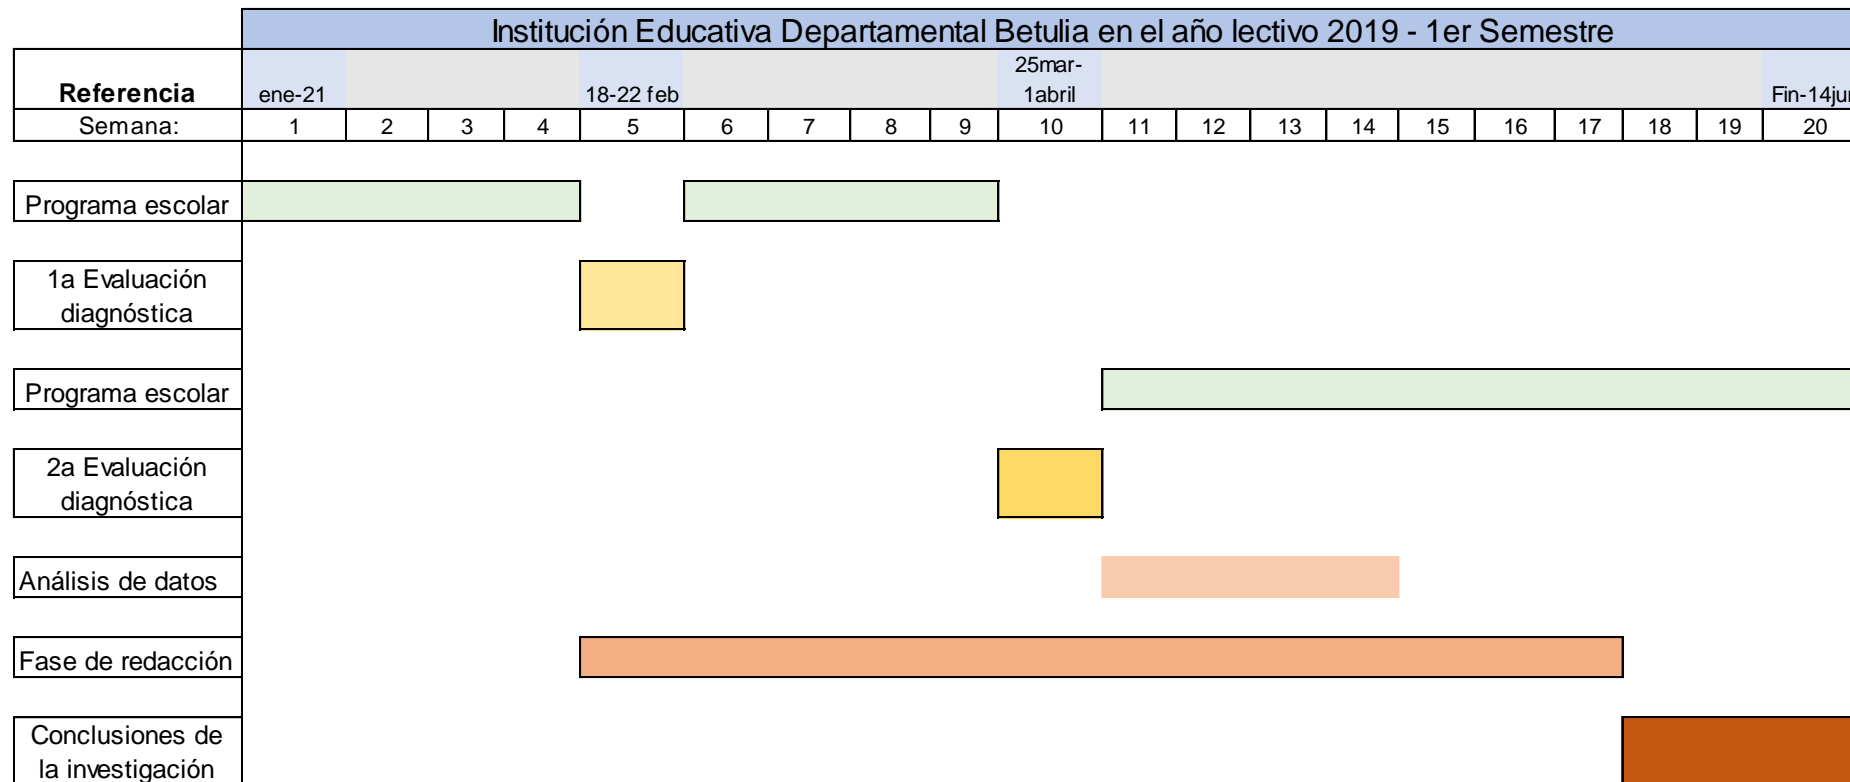 Institución Educativa Departamental Betulia en el año lectivo 2019 - 1er Semestre
25mar-
Referencia ene-21 18-22 feb 1abril Fin-14jun
Semana: 1 2 3 4 5 6 7 8 9 10 11 12 13 14 15 16 17 18 19 20
Programa escolar
1a Evaluación
diagnóstica
Programa escolar
2a Evaluación
diagnóstica
Análisis de datos
Fase de redacción
Conclusiones de
la investigación